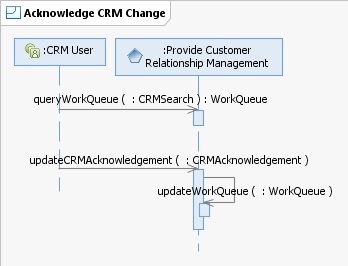 Acknowledge CRM Change
:CRM User
:Provide Customer
Relationship Management
queryWorkQueue ( : CRMSearch ) : WorkQueue
updateCRMAcknowledgement ( : CRMAcknowledgement )
updateWorkQueue ( : WorkQueue )